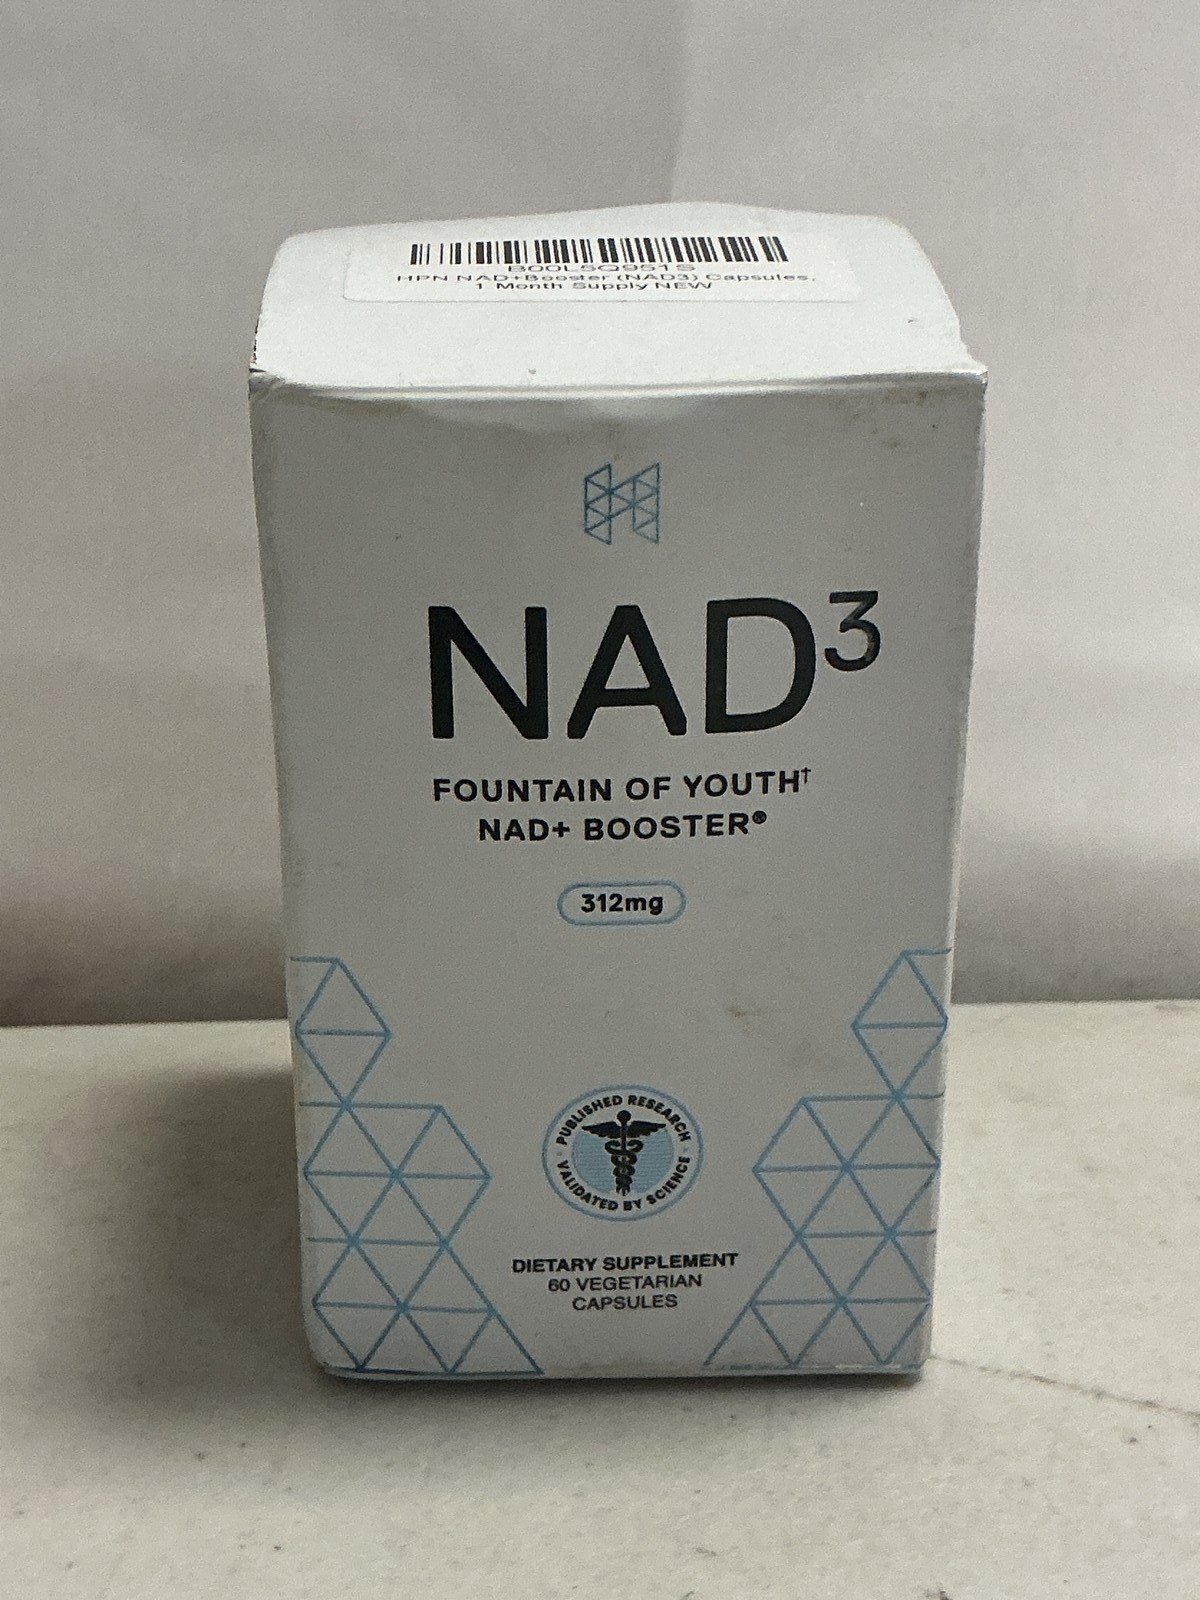 B00L5Q951S
HPN NAD+Booster (NAD3) Capsules,
1 Month Supply NEW
NAD³
FOUNTAIN OF YOUTH†
NAD+ BOOSTER®
312mg
PUBLISHED RESEARCH
VALIDATED BY SCIENCE
DIETARY SUPPLEMENT
60 VEGETARIAN
CAPSULES